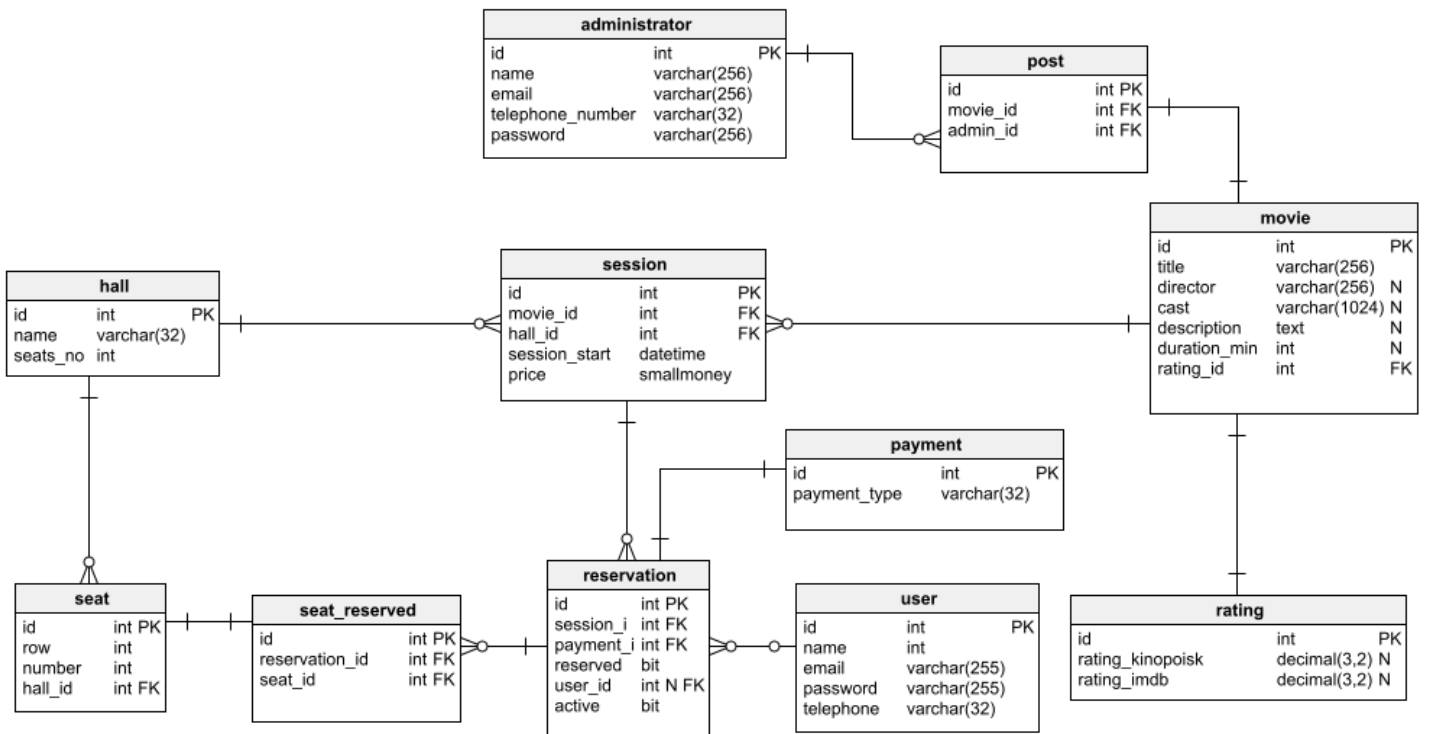 administrator
id int PK
name varchar(256)
email varchar(256)
telephone_number varchar(32)
password varchar(256)
post
id int PK
movie_id int FK
admin_id int FK
movie
id int PK
title varchar(256)
director varchar(256) N
cast varchar(1024) N
description text N
duration_min int N
rating_id int FK
session
id int PK
movie_id int FK
hall_id int FK
session_start datetime
price smallmoney
hall
id int PK
name varchar(32)
seats_no int
payment
id int PK
payment_type varchar(32)
seat
id int PK
row int
number int
hall_id int FK
seat_reserved
id int PK
reservation_id int FK
seat_id int FK
reservation
id int PK
session_i int FK
payment_i int FK
reserved bit
user_id int N FK
active bit
user
id int PK
name int
email varchar(255)
password varchar(255)
telephone varchar(32)
rating
id int PK
rating_kinopoisk decimal(3,2) N
rating_imdb decimal(3,2) N